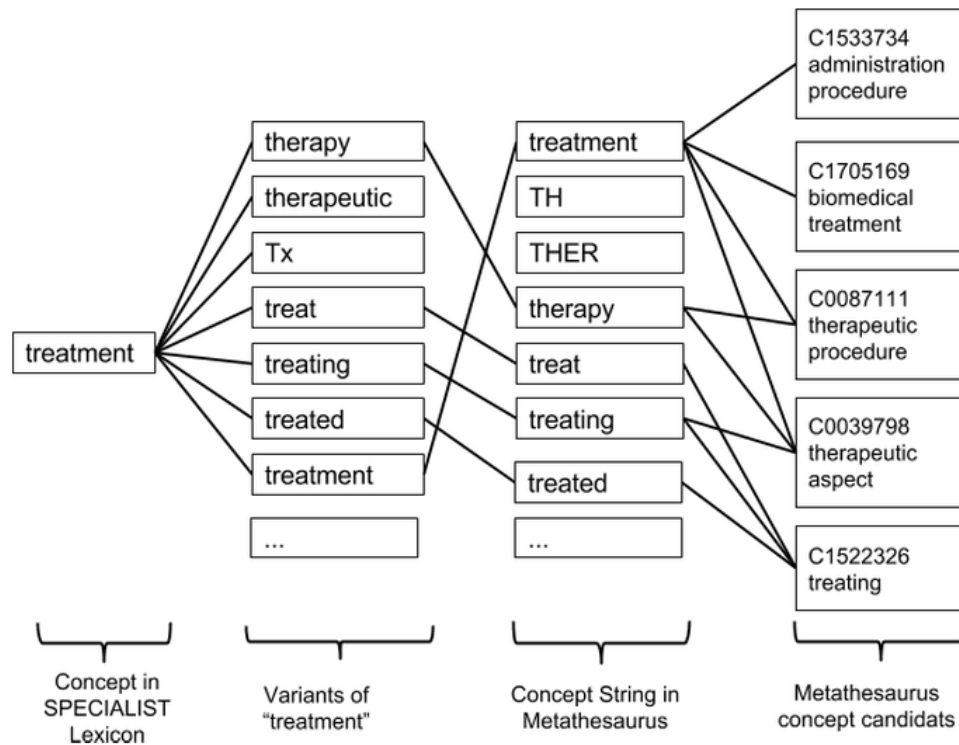 treatment
therapy
therapeutic
Tx
treat
treating
treated
treatment
...
treatment
TH
THER
therapy
treat
treating
treated
...
C1533734
administration
procedure
C1705169
biomedical
treatment
C0087111
therapeutic
procedure
C0039798
therapeutic
aspect
C1522326
treating
Concept in
SPECIALIST
Lexicon
Variants of
“treatment”
Concept String in
Metathesaurus
Metathesaurus
concept candidats